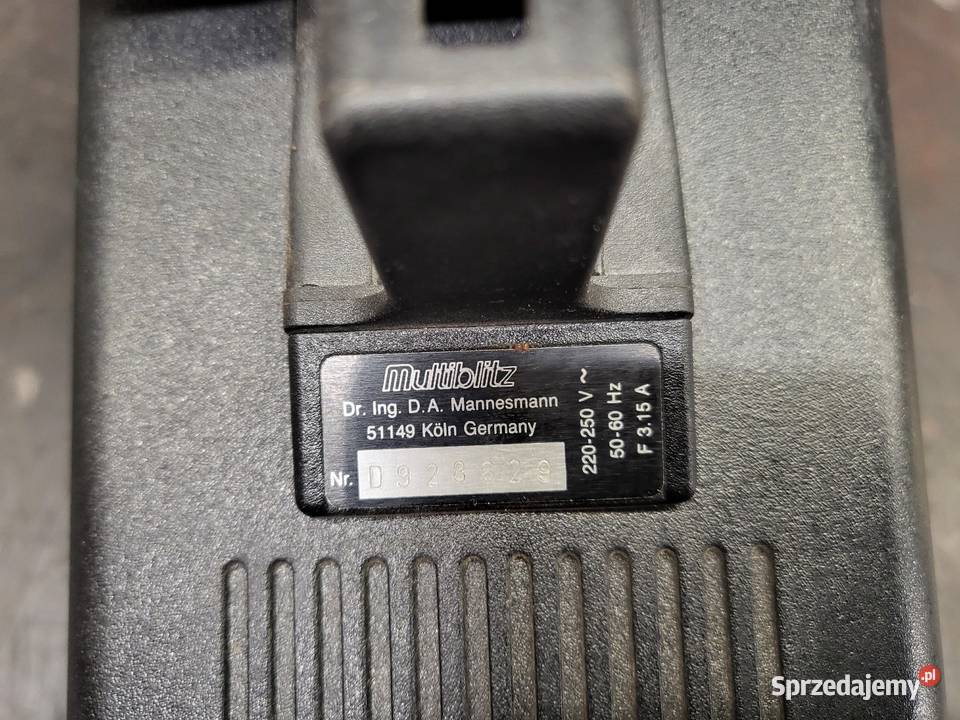 multiblitz
Dr. Ing. D.A. Mannesmann
51149 Köln Germany
Nr.
220-250 V ~
50-60 Hz
F 3.15 A
Sprzedajemy.pl